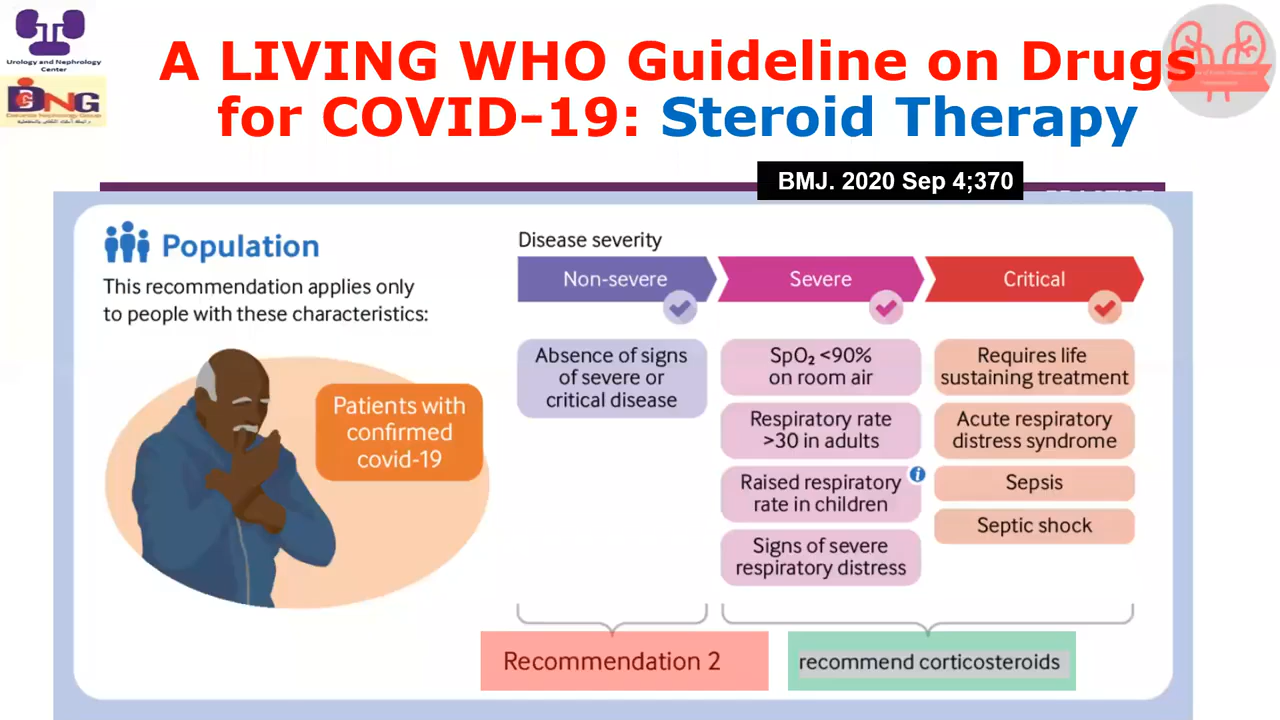 Urology and Nephrology
Center
DNG
A LIVING WHO Guideline on Drugs
for COVID-19: Steroid Therapy
BMJ. 2020 Sep 4;370
Population
This recommendation applies only
to people with these characteristics:
Patients with
confirmed
covid-19
Disease severity
Non-severe
Severe
Critical
Absence of signs
of severe or
critical disease
SpO₂ <90%
on room air
Respiratory rate
>30 in adults
Raised respiratory
rate in children
Signs of severe
respiratory distress
Requires life
sustaining treatment
Acute respiratory
distress syndrome
Sepsis
Septic shock
Recommendation 2
recommend corticosteroids